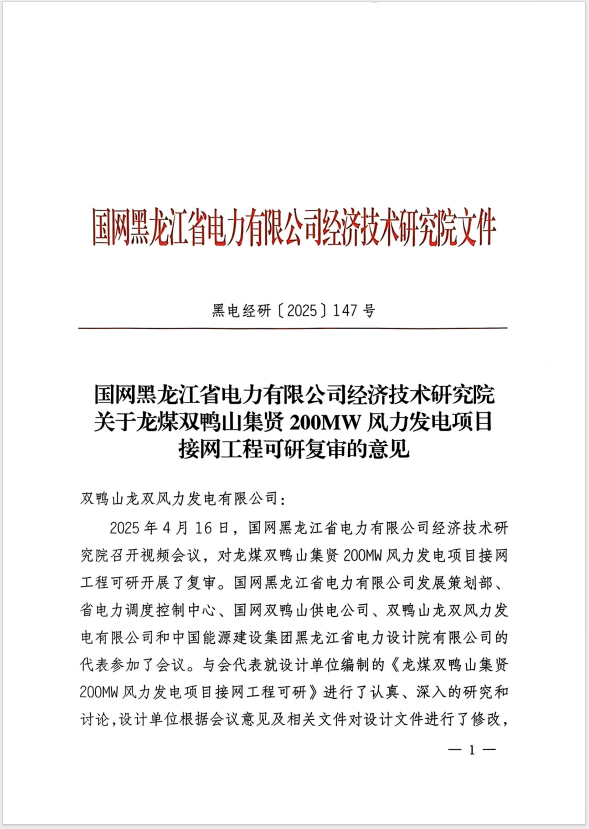 国网黑龙江省电力有限公司经济技术研究院文件
黑电经研〔2025〕147号
国网黑龙江省电力有限公司经济技术研究院
关于龙煤双鸭山集贤 200MW 风力发电项目
接网工程可研复审的意见
双鸭山龙双风力发电有限公司：
2025 年 4 月 16 日，国网黑龙江省电力有限公司经济技术研
究院召开视频会议，对龙煤双鸭山集贤 200MW 风力发电项目接网
工程可研开展了复审。国网黑龙江省电力有限公司发展策划部、
省电力调度控制中心、国网双鸭山供电公司、双鸭山龙双风力发
电有限公司和中国能源建设集团黑龙江省电力设计院有限公司的
代表参加了会议。与会代表就设计单位编制的《龙煤双鸭山集贤
200MW 风力发电项目接网工程可研》进行了认真、深入的研究和
讨论，设计单位根据会议意见及相关文件对设计文件进行了修改，
— 1 —